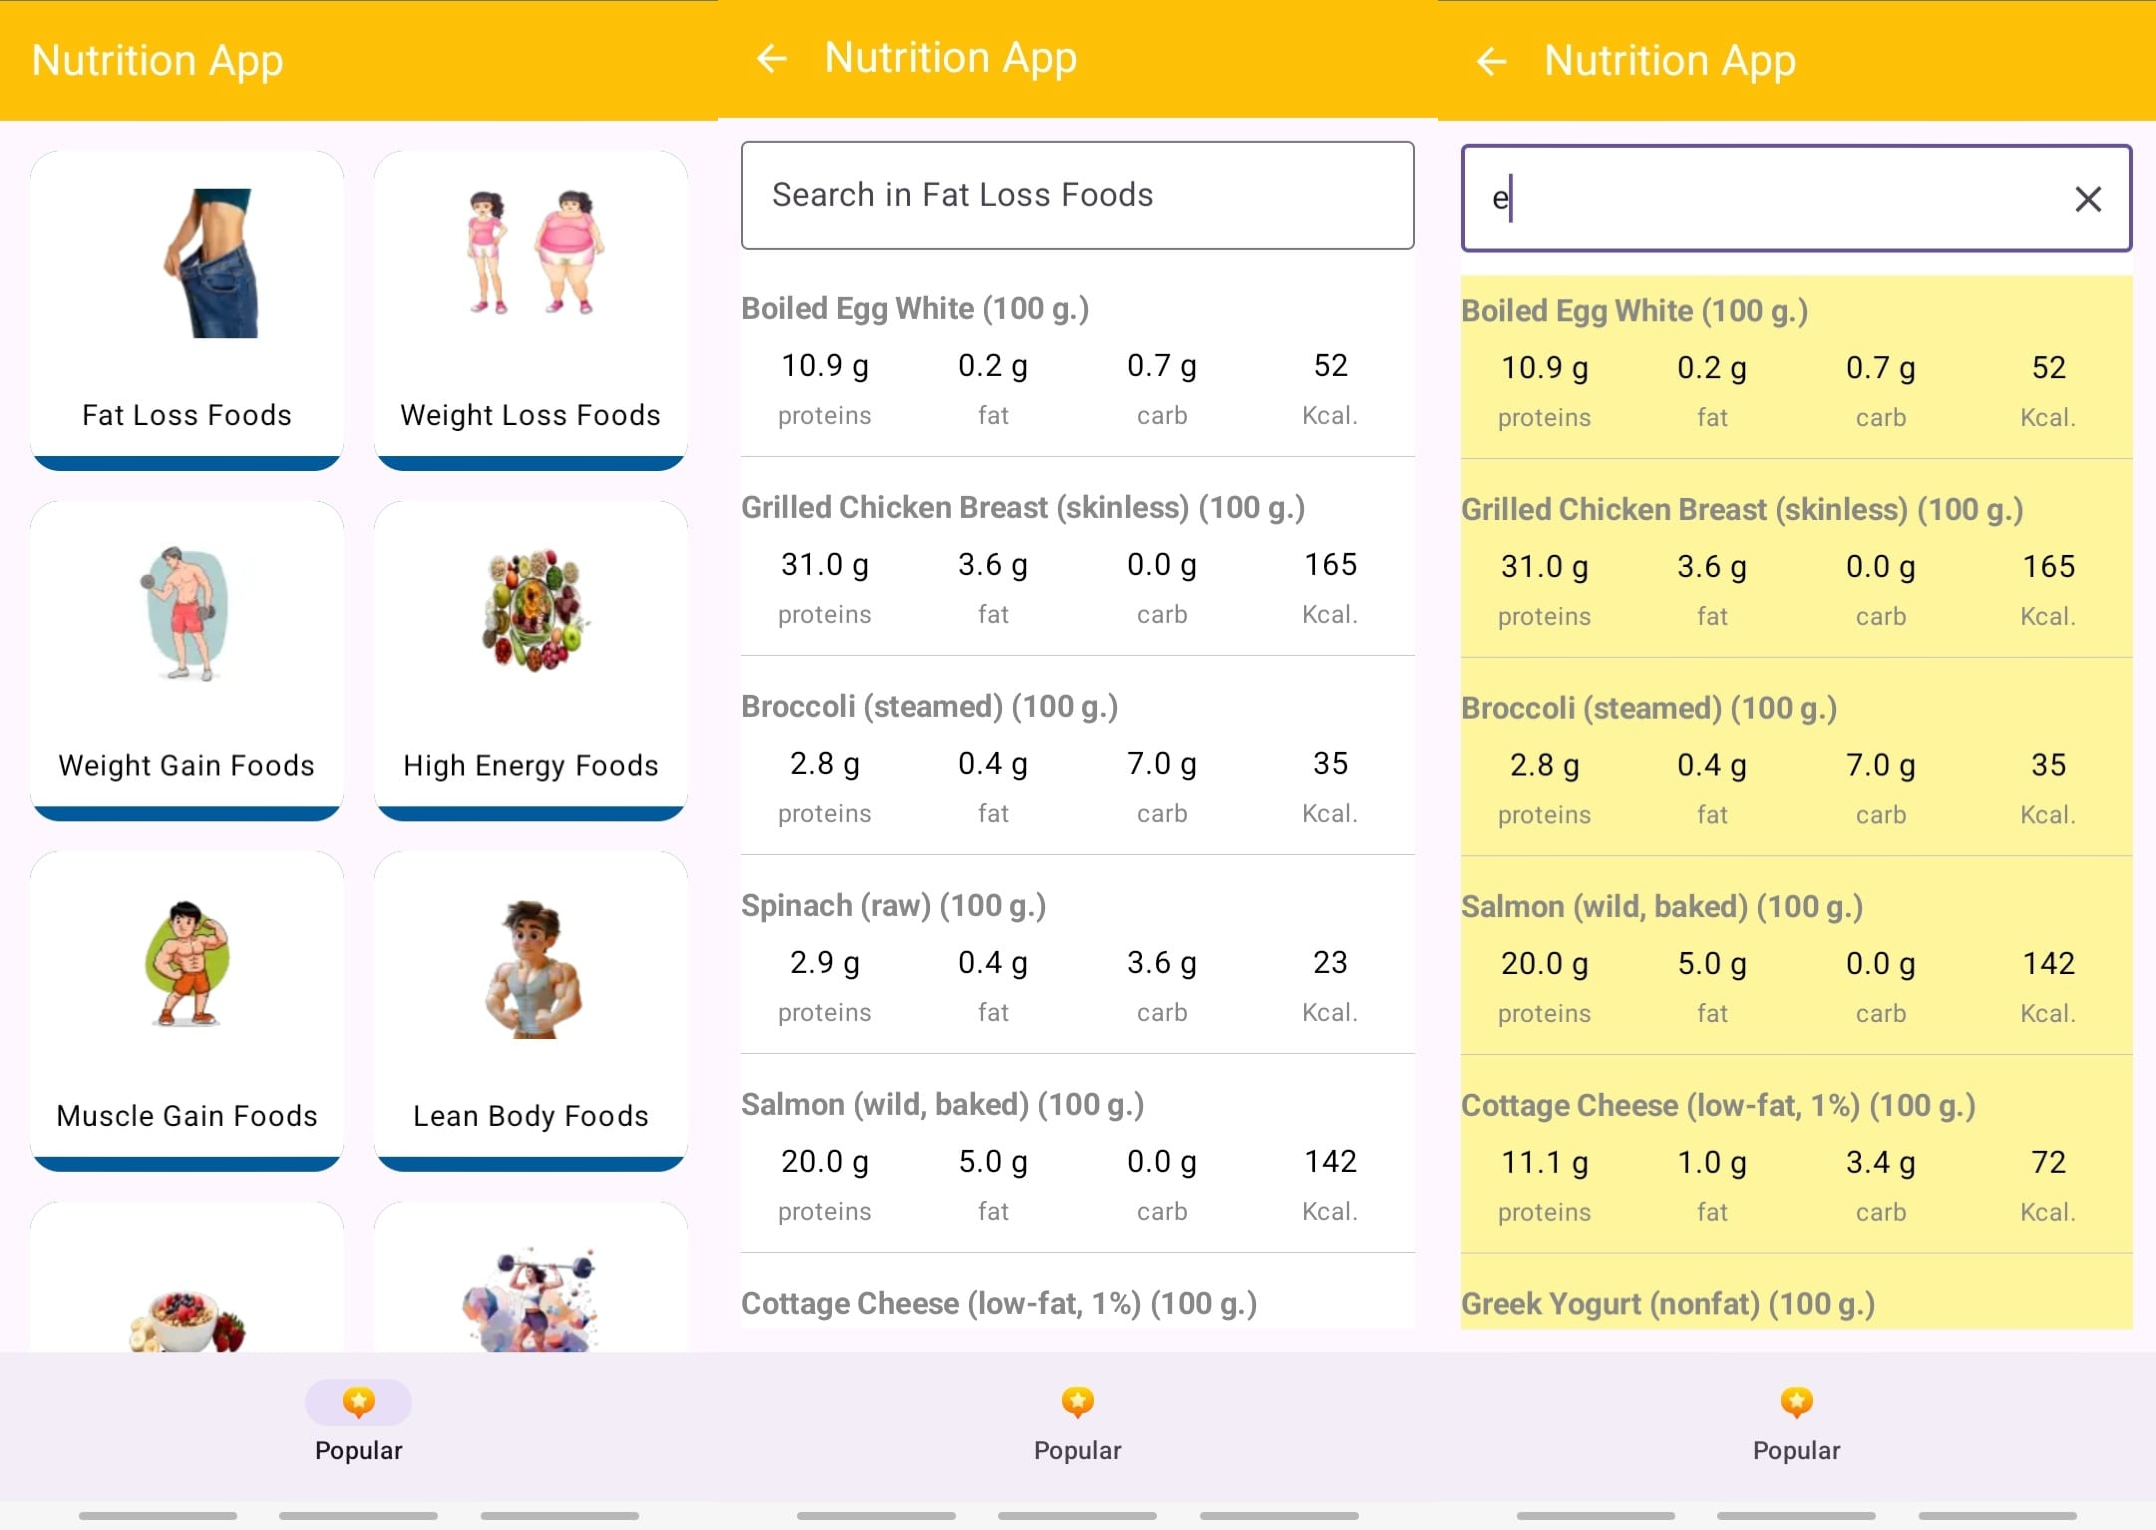 Nutrition App
Fat Loss Foods
Weight Loss Foods
Weight Gain Foods
High Energy Foods
Muscle Gain Foods
Lean Body Foods
Popular
Nutrition App
Search in Fat Loss Foods
Boiled Egg White (100 g.)
10.9 g 0.2 g 0.7 g 52
proteins fat carb Kcal.
Grilled Chicken Breast (skinless) (100 g.)
31.0 g 3.6 g 0.0 g 165
proteins fat carb Kcal.
Broccoli (steamed) (100 g.)
2.8 g 0.4 g 7.0 g 35
proteins fat carb Kcal.
Spinach (raw) (100 g.)
2.9 g 0.4 g 3.6 g 23
proteins fat carb Kcal.
Salmon (wild, baked) (100 g.)
20.0 g 5.0 g 0.0 g 142
proteins fat carb Kcal.
Cottage Cheese (low-fat, 1%) (100 g.)
Popular
Nutrition App
e
Boiled Egg White (100 g.)
10.9 g 0.2 g 0.7 g 52
proteins fat carb Kcal.
Grilled Chicken Breast (skinless) (100 g.)
31.0 g 3.6 g 0.0 g 165
proteins fat carb Kcal.
Broccoli (steamed) (100 g.)
2.8 g 0.4 g 7.0 g 35
proteins fat carb Kcal.
Salmon (wild, baked) (100 g.)
20.0 g 5.0 g 0.0 g 142
proteins fat carb Kcal.
Cottage Cheese (low-fat, 1%) (100 g.)
11.1 g 1.0 g 3.4 g 72
proteins fat carb Kcal.
Greek Yogurt (nonfat) (100 g.)
Popular